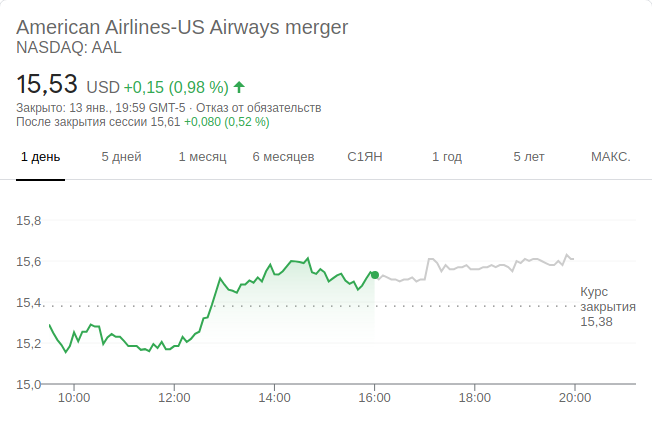 American Airlines-US Airways merger
NASDAQ: AAL
15,53 USD +0,15 (0,98 %)
Закрыто: 13 янв., 19:59 GMT-5 · Отказ от обязательств
После закрытия сессии 15,61 +0,080 (0,52 %)
1 день 5 дней 1 месяц 6 месяцев С1ЯН 1 год 5 лет МАКС.
15,8
15,6
15,4
15,2
15,0
Курс
закрытия
15,38
10:00 12:00 14:00 16:00 18:00 20:00